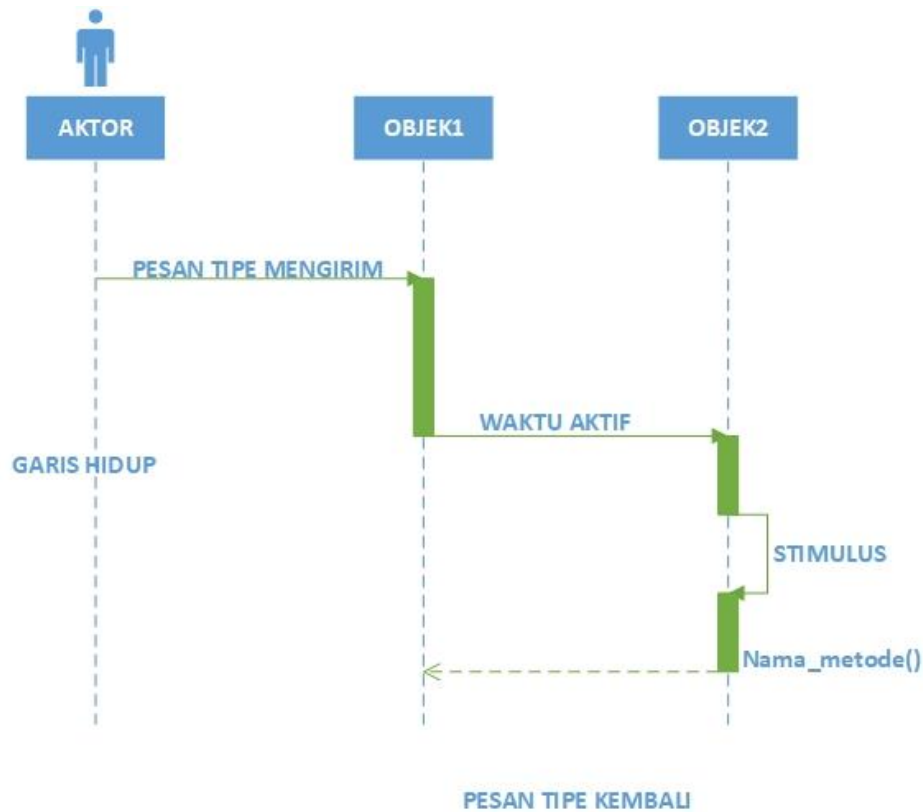 AKTOR
OBJEK1
OBJEK2
PESAN TIPE MENGIRIM
WAKTU AKTIF
GARIS HIDUP
STIMULUS
Nama_metode()
PESAN TIPE KEMBALI